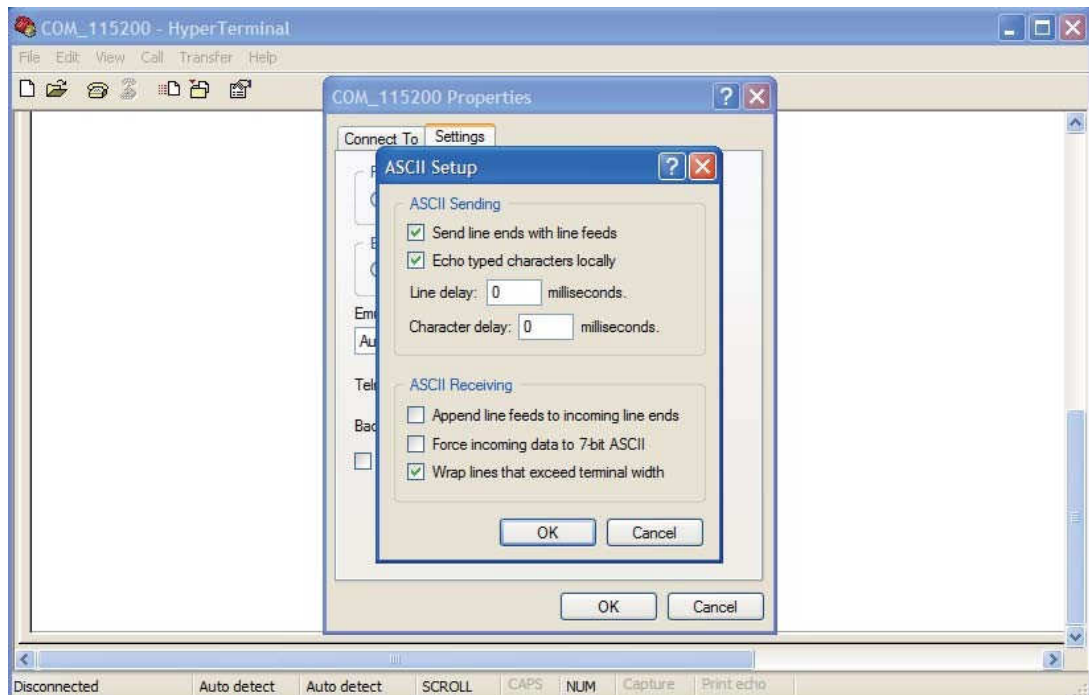 COM_115200 - HyperTerminal
File Edit View Call Transfer Help
COM_115200 Properties
Connect To Settings
ASCII Setup
ASCII Sending
Send line ends with line feeds
Echo typed characters locally
Line delay: 0 milliseconds.
Character delay: 0 milliseconds.
ASCII Receiving
Append line feeds to incoming line ends
Force incoming data to 7-bit ASCII
Wrap lines that exceed terminal width
OK Cancel
OK Cancel
Disconnected Auto detect Auto detect SCROLL CAPS NUM Capture Print echo